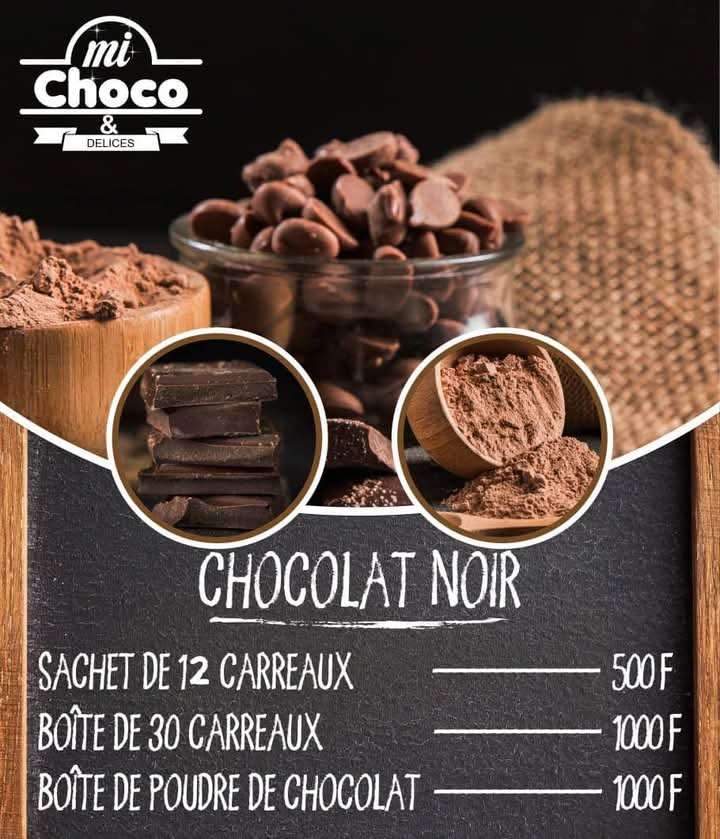 mi
Choco
&
DELICES
CHOCOLAT NOIR
SACHET DE 12 CARREAUX 500 F
BOÎTE DE 30 CARREAUX 1000 F
BOÎTE DE POUDRE DE CHOCOLAT 1000 F